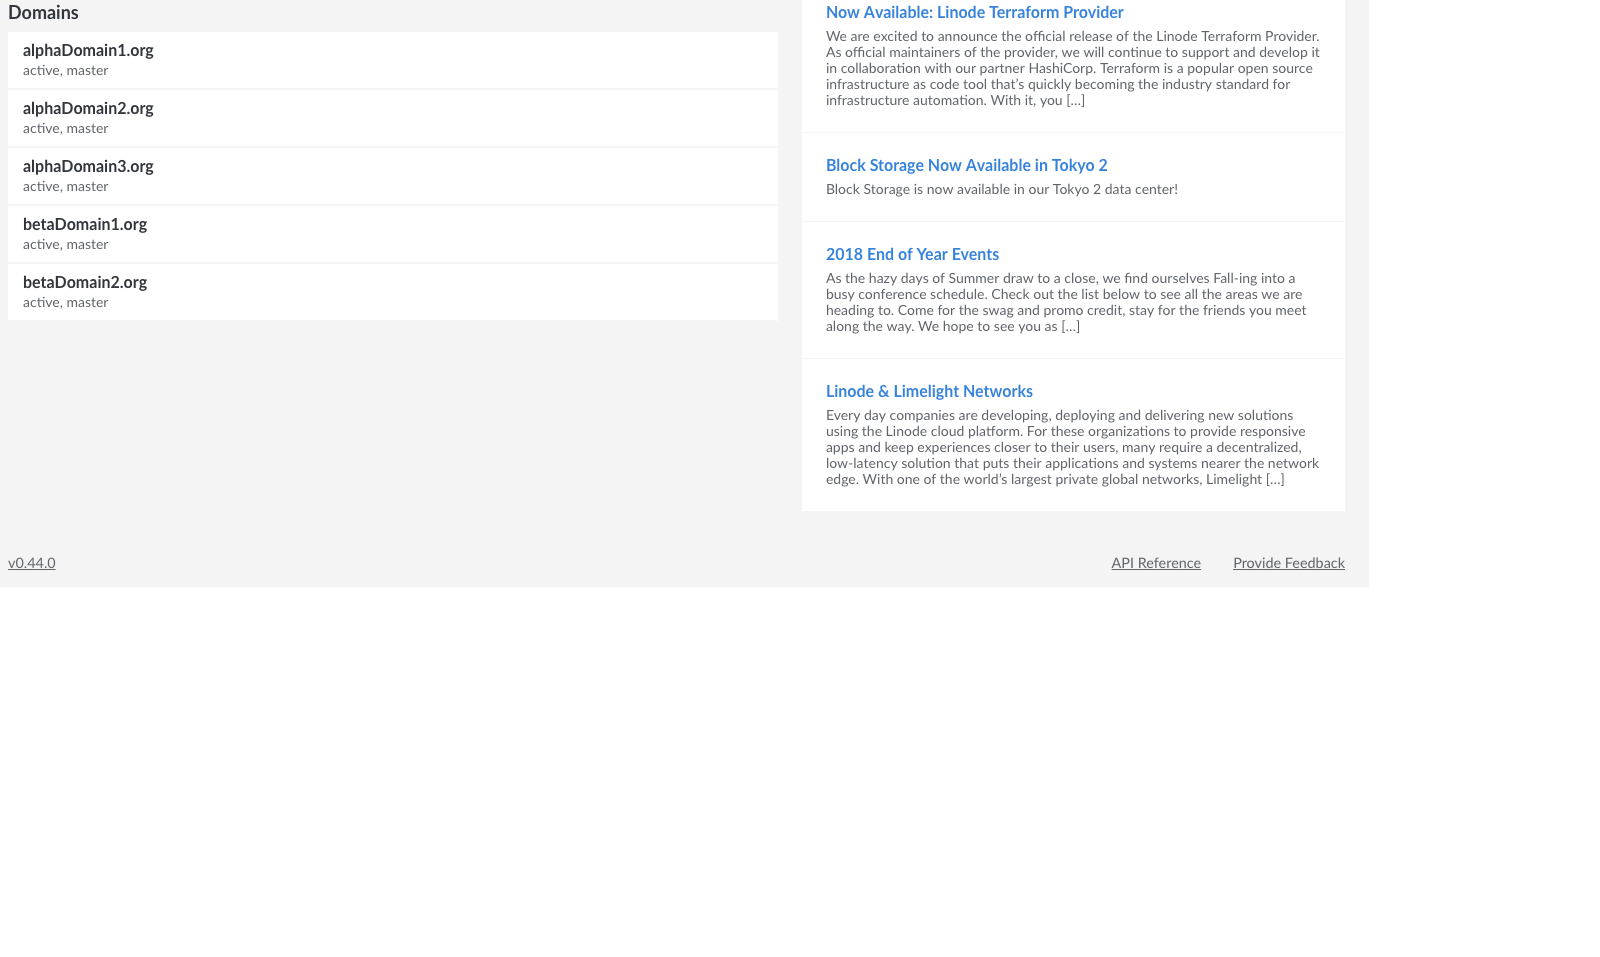 Domains
alphaDomain1.org
active, master
alphaDomain2.org
active, master
alphaDomain3.org
active, master
betaDomain1.org
active, master
betaDomain2.org
active, master
Now Available: Linode Terraform Provider
We are excited to announce the official release of the Linode Terraform Provider.
As official maintainers of the provider, we will continue to support and develop it
in collaboration with our partner HashiCorp. Terraform is a popular open source
infrastructure as code tool that’s quickly becoming the industry standard for
infrastructure automation. With it, you […]
Block Storage Now Available in Tokyo 2
Block Storage is now available in our Tokyo 2 data center!
2018 End of Year Events
As the hazy days of Summer draw to a close, we find ourselves Fall-ing into a
busy conference schedule. Check out the list below to see all the areas we are
heading to. Come for the swag and promo credit, stay for the friends you meet
along the way. We hope to see you as […]
Linode & Limelight Networks
Every day companies are developing, deploying and delivering new solutions
using the Linode cloud platform. For these organizations to provide responsive
apps and keep experiences closer to their users, many require a decentralized,
low-latency solution that puts their applications and systems nearer the network
edge. With one of the world’s largest private global networks, Limelight […]
v0.44.0
API Reference
Provide Feedback